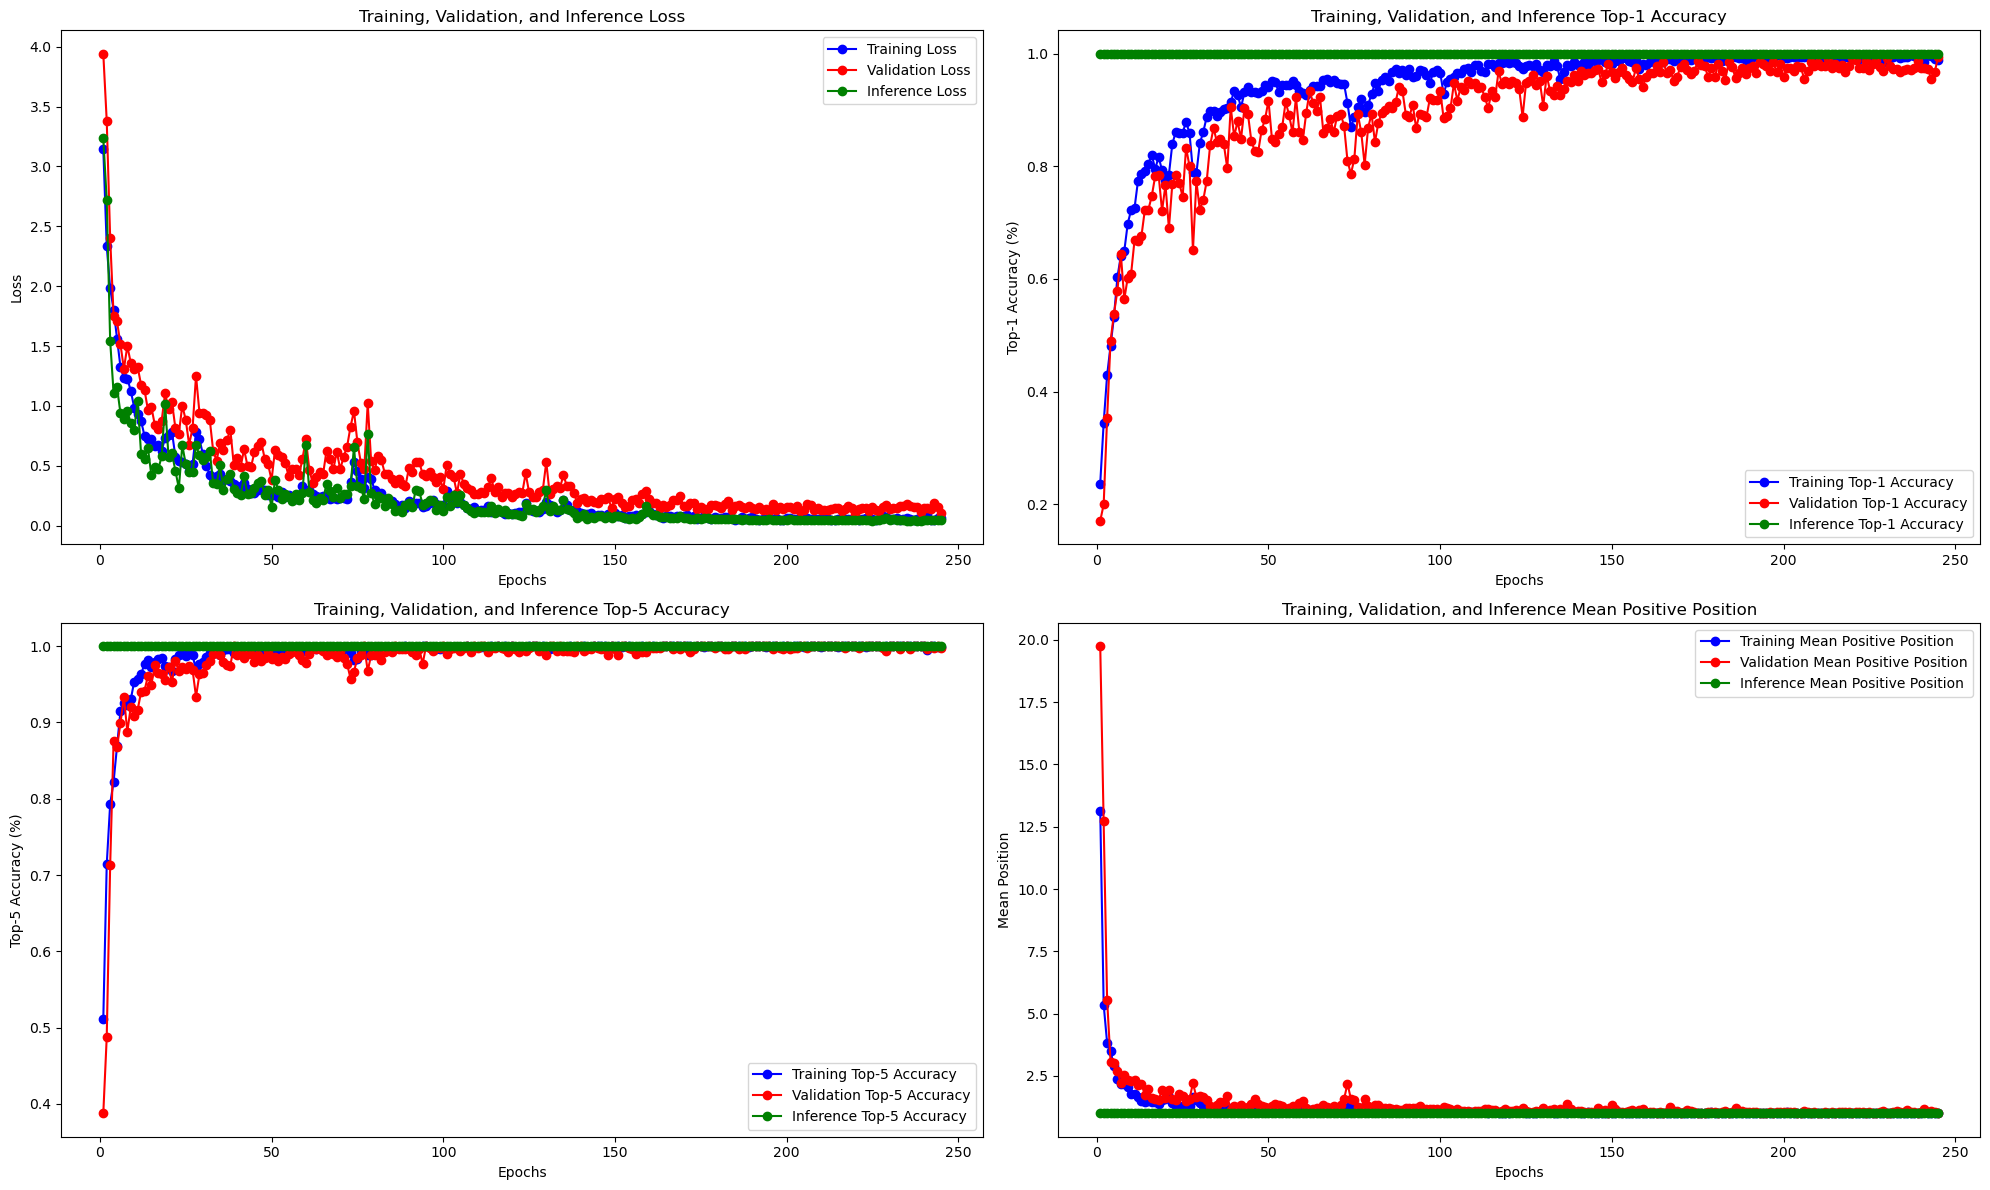 Training, Validation, and Inference Loss
4.0
3.5
3.0
2.5
2.0
1.5
1.0
0.5
0.0
Loss
Training Loss
Validation Loss
Inference Loss
0 50 100 150 200 250
Epochs
Training, Validation, and Inference Top-1 Accuracy
1.0
0.8
0.6
0.4
0.2
Top-1 Accuracy (%)
Training Top-1 Accuracy
Validation Top-1 Accuracy
Inference Top-1 Accuracy
0 50 100 150 200 250
Epochs
Training, Validation, and Inference Top-5 Accuracy
1.0
0.9
0.8
0.7
0.6
0.5
0.4
Top-5 Accuracy (%)
Training Top-5 Accuracy
Validation Top-5 Accuracy
Inference Top-5 Accuracy
0 50 100 150 200 250
Epochs
Training, Validation, and Inference Mean Positive Position
20.0
17.5
15.0
12.5
10.0
7.5
5.0
2.5
Mean Position
Training Mean Positive Position
Validation Mean Positive Position
Inference Mean Positive Position
0 50 100 150 200 250
Epochs